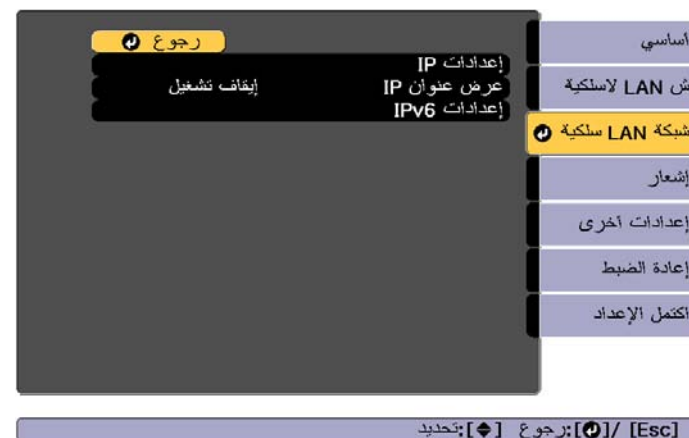 أساسي
ش LAN لاسلكية
شبكة LAN سلكية
إشعار
إعدادات أخرى
إعادة الضبط
اكتمل الإعداد
رجوع
إعدادات IP
عرض عنوان IP إيقاف تشغيل
إعدادات IPv6
[Esc] /[]:رجوع []:تحديد